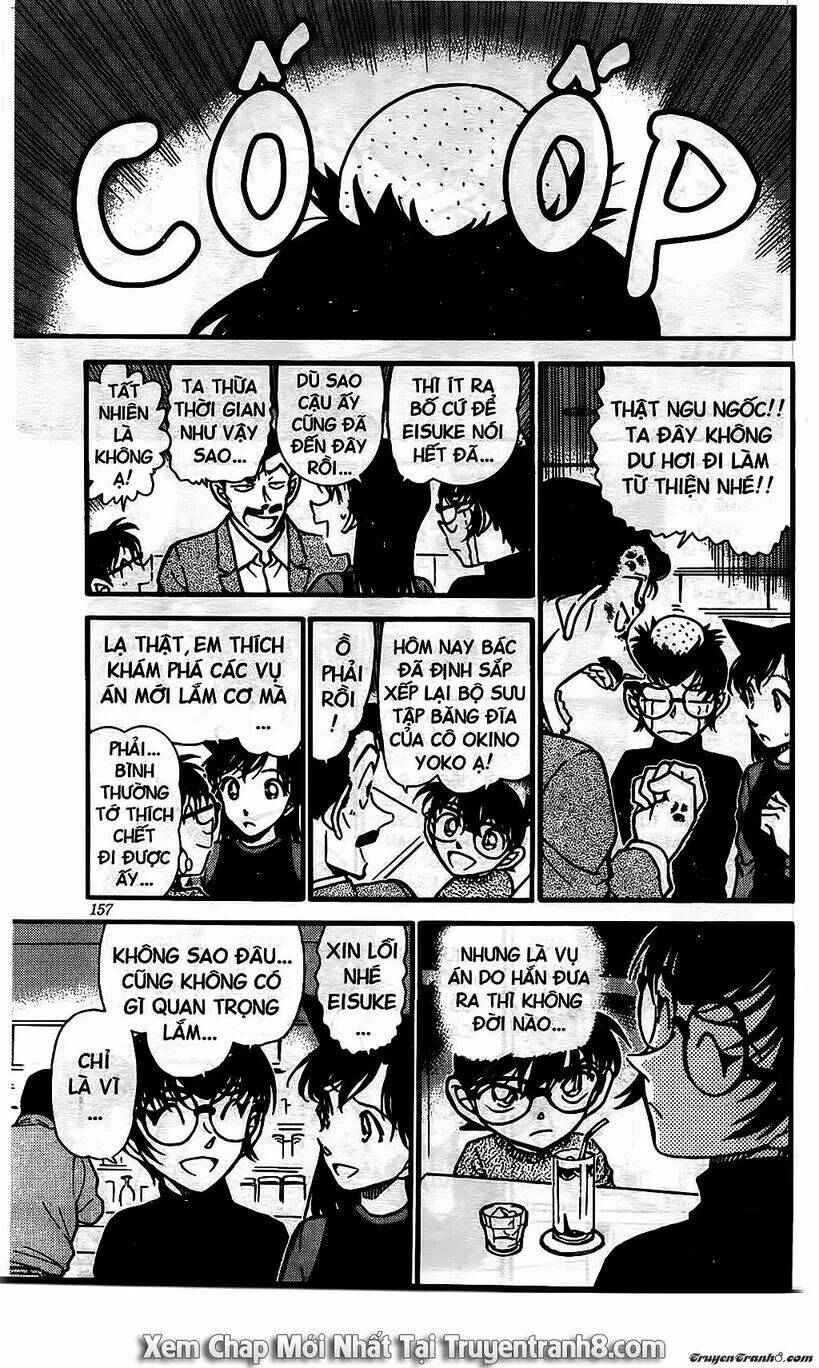 CỐ ỐP
THẬT NGU NGỐC!!
TA ĐÂY KHÔNG
DƯ HƠI ĐI LÀM
TỪ THIỆN NHÉ!!
THÌ ÍT RA
BỐ CỨ ĐỂ
EISUKE NÓI
HẾT ĐÃ...
DÙ SAO
CẬU ẤY
CŨNG ĐÃ
ĐẾN ĐÂY
RỒI...
TA THỪA
THỜI GIAN
NHƯ VẬY
SAO...
TẤT
NHIÊN
LÀ
KHÔNG
Ạ!
HÔM NAY BÁC
ĐÃ ĐỊNH SẮP
XẾP LẠI BỘ SƯU
TẬP BĂNG ĐĨA
CỦA CÔ OKINO
YOKO Ạ!
Ồ
PHẢI
RỒI!
LẠ THẬT, EM THÍCH
KHÁM PHÁ CÁC VỤ
ÁN MỚI LẮM CƠ MÀ
...
PHẢI...
BÌNH
THƯỜNG
TỚ THÍCH
CHẾT
ĐI ĐƯỢC
ẤY...
157
NHƯNG LÀ VỤ
ÁN DO HẮN ĐƯA
RA THÌ KHÔNG
ĐỜI NÀO...
XIN LỖI
NHÉ
EISUKE
...
KHÔNG SAO ĐÂU...
CŨNG KHÔNG CÓ
GÌ QUAN TRỌNG
LẮM...
CHỈ
LÀ VÌ
...
Xem Chap Mới Nhất Tại Truyentranh8.com
TruyenTranh8.com